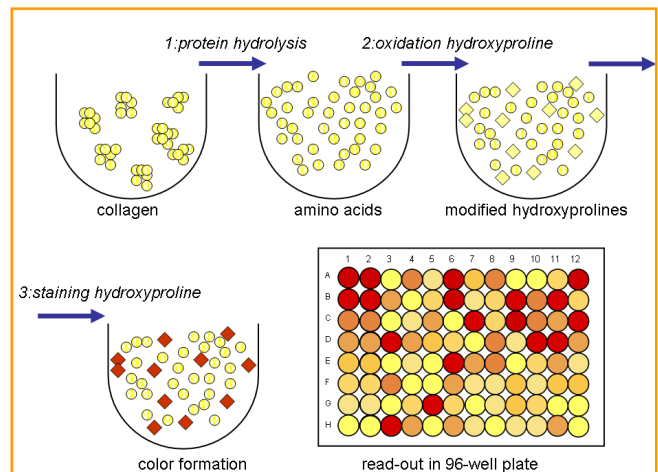 1:protein hydrolysis
2:oxidation hydroxyproline
collagen
amino acids
modified hydroxyprolines
3:staining hydroxyproline
color formation
1 2 3 4 5 6 7 8 9 10 11 12
A
B
C
D
E
F
G
H
read-out in 96-well plate